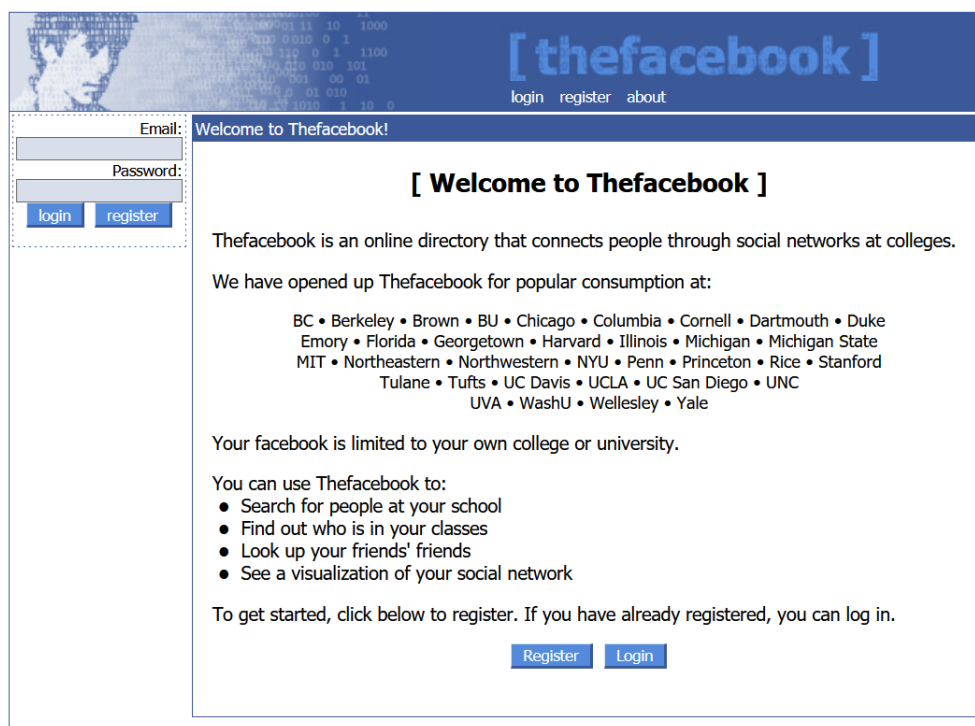 [ thefacebook ]
login register about
Email:
Password:
login register
Welcome to Thefacebook!
[ Welcome to Thefacebook ]
Thefacebook is an online directory that connects people through social networks at colleges.
We have opened up Thefacebook for popular consumption at:
BC • Berkeley • Brown • BU • Chicago • Columbia • Cornell • Dartmouth • Duke
Emory • Florida • Georgetown • Harvard • Illinois • Michigan • Michigan State
MIT • Northeastern • Northwestern • NYU • Penn • Princeton • Rice • Stanford
Tulane • Tufts • UC Davis • UCLA • UC San Diego • UNC
UVA • WashU • Wellesley • Yale
Your facebook is limited to your own college or university.
You can use Thefacebook to:
• Search for people at your school
• Find out who is in your classes
• Look up your friends' friends
• See a visualization of your social network
To get started, click below to register. If you have already registered, you can log in.
Register Login